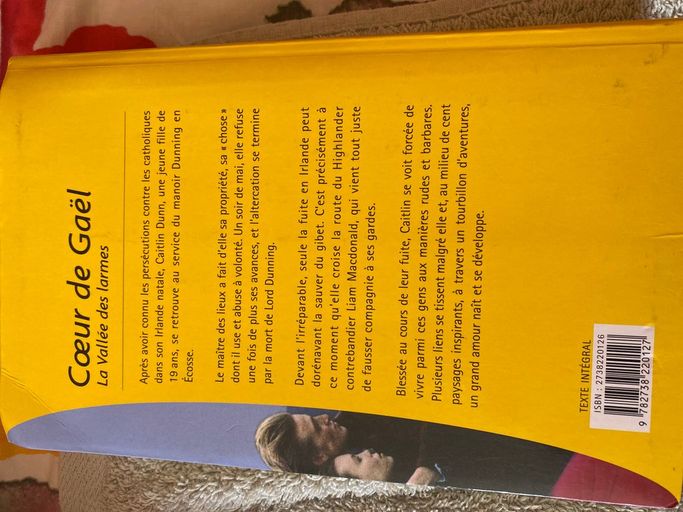 Cœur de Gaël
La Vallée des larmes
Après avoir connu les persécutions contre les catholiques
dans son Irlande natale, Caitlin Dunn, une jeune fille de
19 ans, se retrouve au service du manoir Dunning en
Écosse.
Le maître des lieux a fait d'elle sa propriété, sa « chose »
dont il use et abuse à volonté. Un soir de mai, elle refuse
une fois de plus ses avances, et l'altercation se termine
par la mort de Lord Dunning.
Devant l'irréparable, seule la fuite en Irlande peut
dorénavant la sauver du gibet. C'est précisément à
ce moment qu'elle croise la route du Highlander
contrebandier Liam Macdonald, qui vient tout juste
de fausser compagnie à ses gardes.
Blessée au cours de leur fuite, Caitlin se voit forcée de
vivre parmi ces gens aux manières rudes et barbares.
Plusieurs liens se tissent malgré elle et, au milieu de cent
paysages inspirants, à travers un tourbillon d'aventures,
un grand amour naît et se développe.
TEXTE INTÉGRAL
ISBN : 2738220126
9 782738 220127